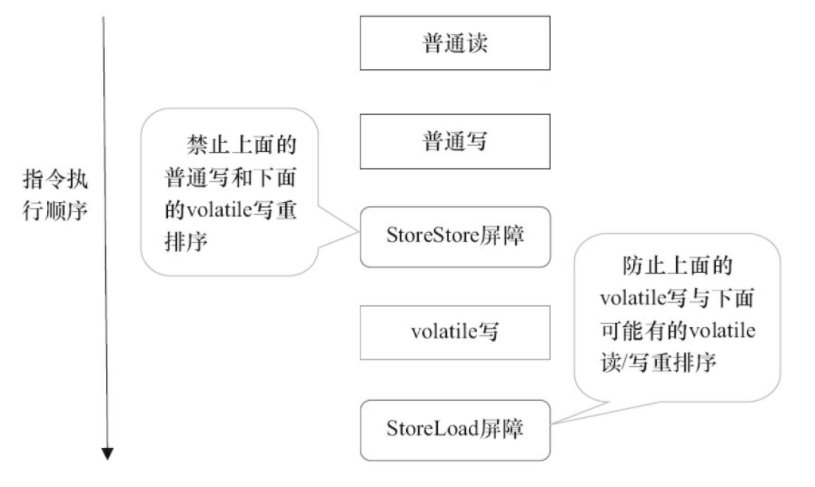 普通读
普通写
禁止上面的
普通写和下面
的volatile写重
排序
指令执
行顺序
StoreStore屏障
防止上面的
volatile写与下面
可能有的volatile
读/写重排序
volatile写
StoreLoad屏障